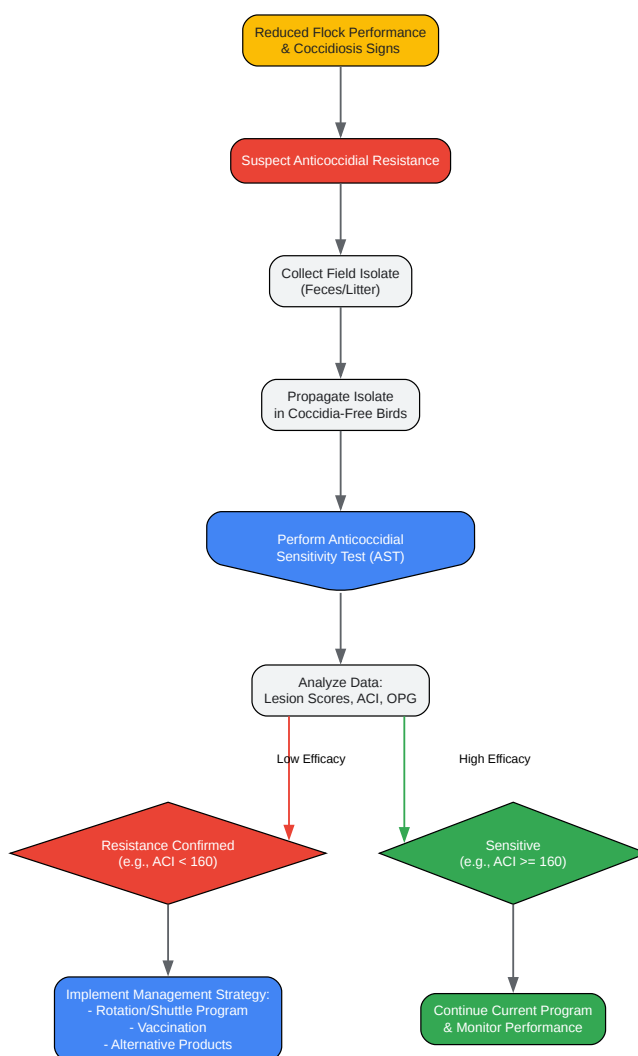 Reduced Flock Performance
& Coccidiosis Signs
Suspect Anticoccidial Resistance
Collect Field Isolate
(Feces/Litter)
Propagate Isolate
in Coccidia-Free Birds
Perform Anticoccidial
Sensitivity Test (AST)
Analyze Data:
Lesion Scores, ACI, OPG
Low Efficacy
High Efficacy
Resistance Confirmed
(e.g., ACI < 160)
Sensitive
(e.g., ACI >= 160)
Implement Management Strategy:
- Rotation/Shuttle Program
- Vaccination
- Alternative Products
Continue Current Program
& Monitor Performance